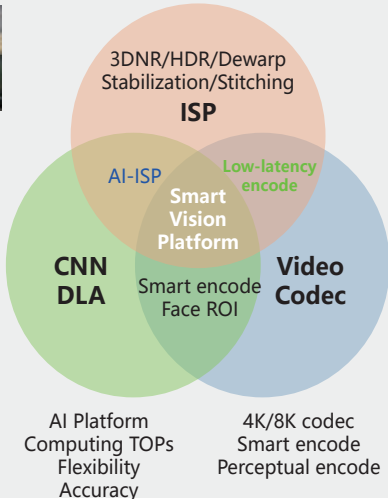 3DNR/HDR/Dewarp
Stabilization/Stitching
ISP
AI-ISP
Low-latency
encode
Smart
Vision
Platform
CNN
DLA
Video
Codec
Smart encode
Face ROI
AI Platform
Computing TOPs
Flexibility
Accuracy
4K/8K codec
Smart encode
Perceptual encode